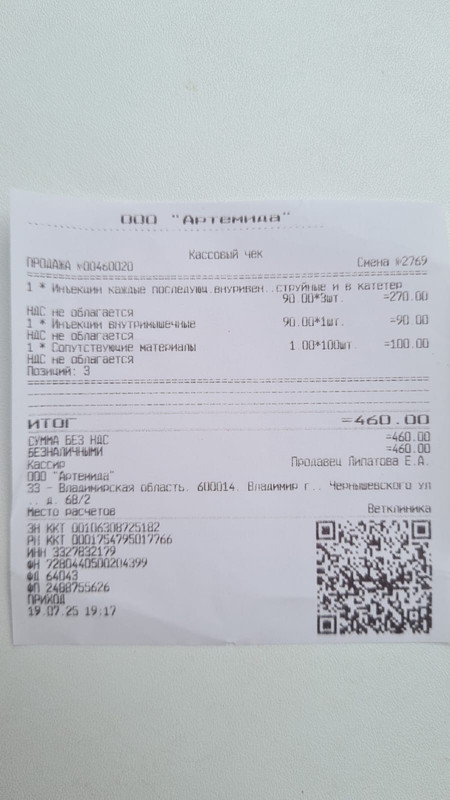 ООО "Артемида"
Кассовый чек
ПРОДАЖА №00460020 Смена №2769
1 * Инъекции каждые последующ.внуривен..струйные и в катетер
90.00*3шт. =270.00
НДС не облагается
1 * Инъекции внутримышечные 90.00*1шт. =90.00
НДС не облагается
1 * Сопутствующие материалы 1.00*100шт. =100.00
НДС не облагается
Позиций: 3
ИТОГ =460.00
СУММА БЕЗ НДС =460.00
БЕЗНАЛИЧНЫМИ =460.00
Кассир Продавец Липатова Е.А.
ООО "Артемида"
33 - Владимирская область, 600014, Владимир г., Чернышевского ул
., д. 68/2
Место расчетов Ветклиника
ЗН ККТ 00106308725182
РН ККТ 0001754795017766
ИНН 3327832179
ФН 7280440500204399
ФД 64043
ФП 2488755626
ПРИХОД
19.07.25 19:17